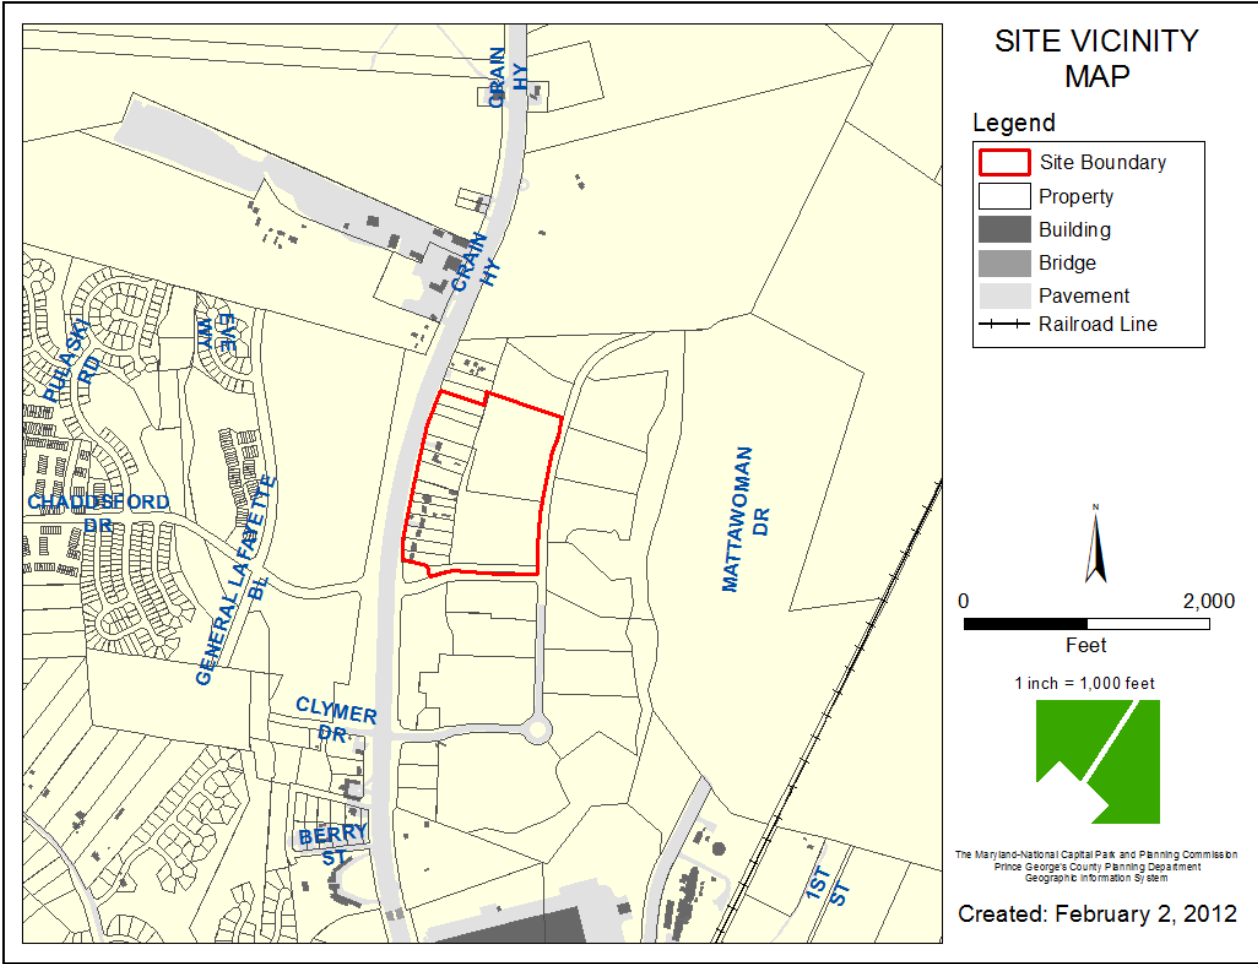 SITE VICINITY
MAP
Legend
Site Boundary
Property
Building
Bridge
Pavement
Railroad Line
CRAIN
HY
CRAIN
HY
EVE
WY
PULASKI
RD
CHADDSFORD
DR
GENERAL LAFAYETTE
BL
MATTAWOMAN
DR
CLYMER
DR
BERRY
ST
1ST
ST
N
0 2,000
Feet
1 inch = 1,000 feet
The Maryland-National Capital Park and Planning Commission
Prince George's County Planning Department
Geographic Information System
Created: February 2, 2012